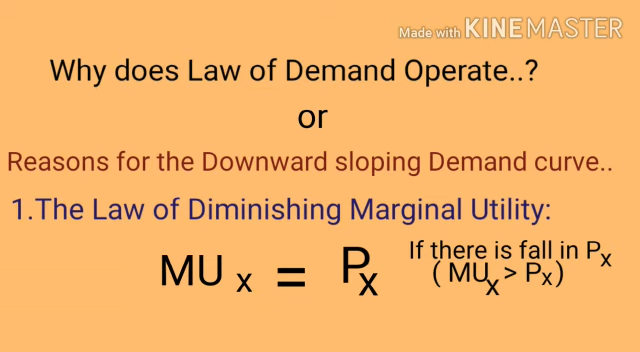 Made with KINEMASTER
Why does Law of Demand Operate..?
or
Reasons for the Downward sloping Demand curve..
1.The Law of Diminishing Marginal Utility:
MU x = Px
If there is fall in Px
( MUx > Px )